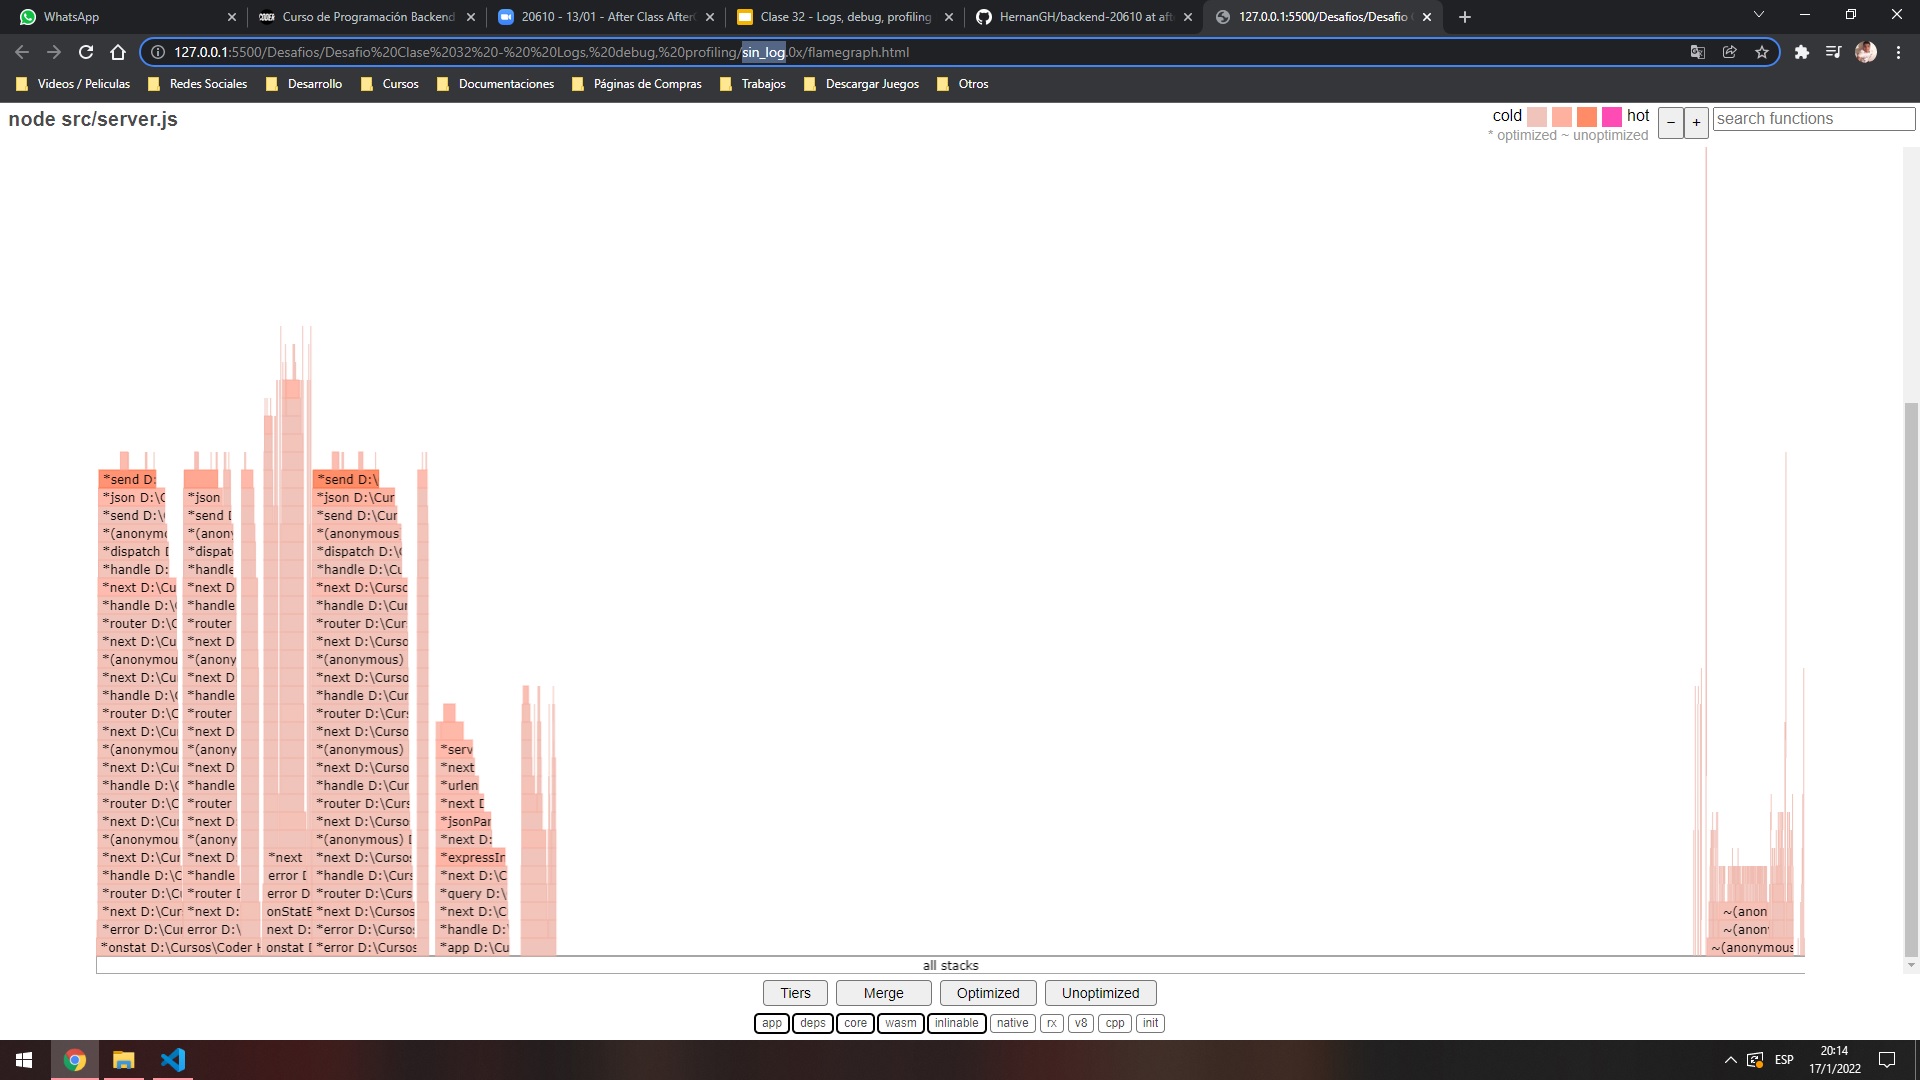 WhatsApp
Curso de Programación Backend
20610 - 13/01 - After Class After
Clase 32 - Logs, debug, profiling
HernanGH/backend-20610 at aft
127.0.0.1:5500/Desafios/Desafio
127.0.0.1:5500/Desafios/Desafio%20Clase%2032%20-%20%20Logs,%20debug,%20profiling/sin_log.0x/flamegraph.html
Videos / Peliculas
Redes Sociales
Desarrollo
Cursos
Documentaciones
Páginas de Compras
Trabajos
Descargar Juegos
Otros
node src/server.js
cold
hot
* optimized ~ unoptimized
−
+
search functions
*send D:
*send D:\
*json D:\C
*json
*json D:\Cur
*send D:\
*send D
*send D:\Cur
*(anonym
*(anony
*(anonymous
*dispatch D
*dispat
*dispatch D:\
*handle D:
*handle
*handle D:\Cu
*next D:\Cu
*next D
*next D:\Curso
*handle D:\
*handle
*handle D:\Cur
*router D:\C
*router
*router D:\Cur
*next D:\Cu
*next D
*next D:\Curso
*(anonymou
*(anony
*(anonymous)
*next D:\Cu
*next D
*next D:\Curso
*handle D:\
*handle
*handle D:\Cur
*router D:\C
*router
*router D:\Curs
*next D:\Cu
*next D
*next D:\Curso
*(anonymou
*(anony
*(anonymous)
*serv
*next D:\Cu
*next D
*next D:\Curso
*next
*handle D:\C
*handle
*handle D:\Cur
*urlen
*router D:\C
*router
*router D:\Curs
*next D
*next D:\Cu
*next D:
*next D:\Curso
*jsonPar
*(anonymou
*(anony
*(anonymous) D
*next D:
*next D:\Cur
*next D:
*next
*next D:\Cursos
*expressIn
*handle D:\C
*handle
error D
*handle D:\Curs
*next D:\C
*router D:\Cu
*router D
error D
*router D:\Curs
*query D:\
*next D:\Cur
*next D:
onStatE
*next D:\Cursos
*next D:\C
~(anon
*error D:\Cur
error D:\
next D:
*error D:\Cursos
*handle D:\
~(anon
*onstat D:\Cursos\Coder H
onstat D
*error D:\Cursos
*app D:\Cu
~(anonymous
all stacks
Tiers
Merge
Optimized
Unoptimized
app
deps
core
wasm
inlinable
native
rx
v8
cpp
init
ESP
20:14
17/1/2022